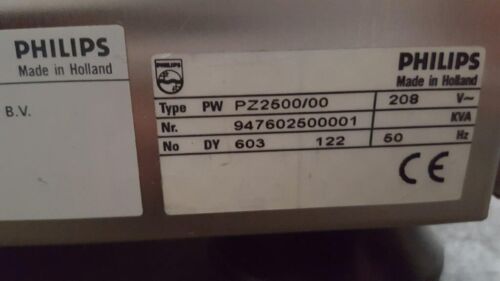 PHILIPS
Made in Holland
B.V.
PHILIPS
Made in Holland
Type PW PZ2500/00 208 V~
Nr. 947602500001 KVA
No DY 603 122 60 Hz
CE